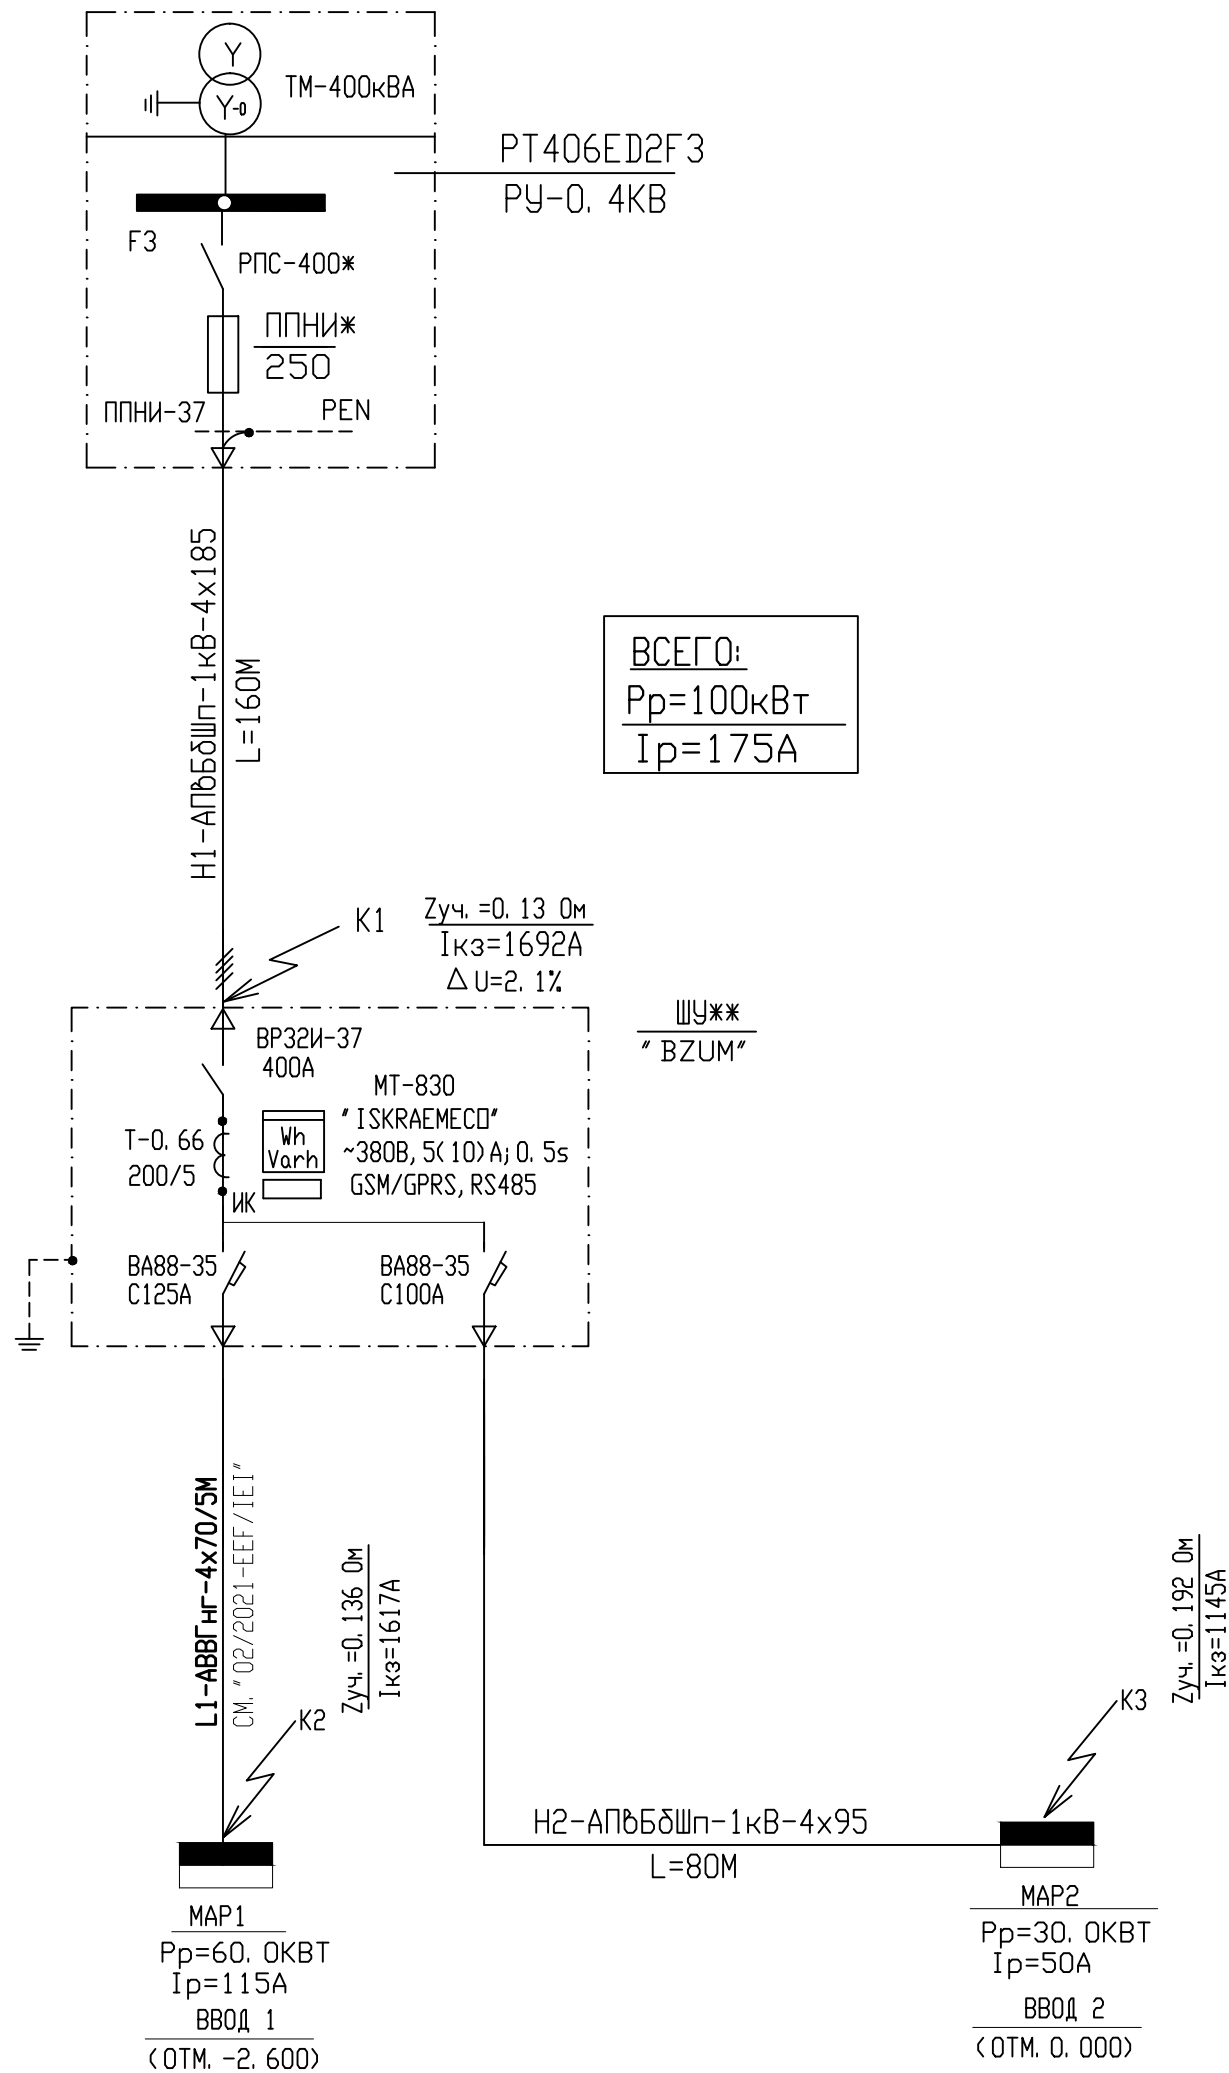 Y
Y-0
ТМ-400кВА
PT406ED2F3
РУ-0.4КВ
F3
РПС-400*
ППНИ*
250
ППНИ-37
PEN
Н1-АПвБбШп-1кВ-4х185
L=160М
ВСЕГО:
Рр=100кВт
Iр=175А
К1
Zуч.=0.13 Ом
Iкз=1692А
ΔU=2.1%
ШУ**
"BZUM"
ВР32И-37
400А
МТ-830
"ISKRAEMECO"
~380В, 5(10)А; 0.5s
GSM/GPRS, RS485
Wh
Varh
Т-0.66
200/5
ИК
ВА88-35
С125А
ВА88-35
С100А
L1-АВВГнг-4х70/5М
СМ. "02/2021-EEF/IEI"
К2
Zуч.=0.136 Ом
Iкз=1617А
К3
Zуч.=0.192 Ом
Iкз=1145А
Н2-АПвБбШп-1кВ-4х95
L=80М
МАР1
Рр=60.0КВТ
Iр=115А
ВВОД 1
(ОТМ. -2.600)
МАР2
Рр=30.0КВТ
Iр=50А
ВВОД 2
(ОТМ. 0.000)